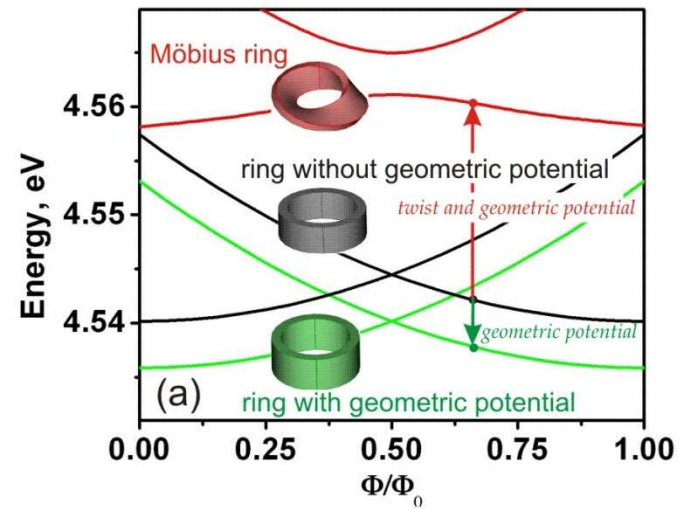 Möbius ring
4.56
ring without geometric potential
twist and geometric potential
4.55
Energy, eV
4.54
geometric potential
(a)
ring with geometric potential
0.00 0.25 0.50 0.75 1.00
Φ/Φ₀